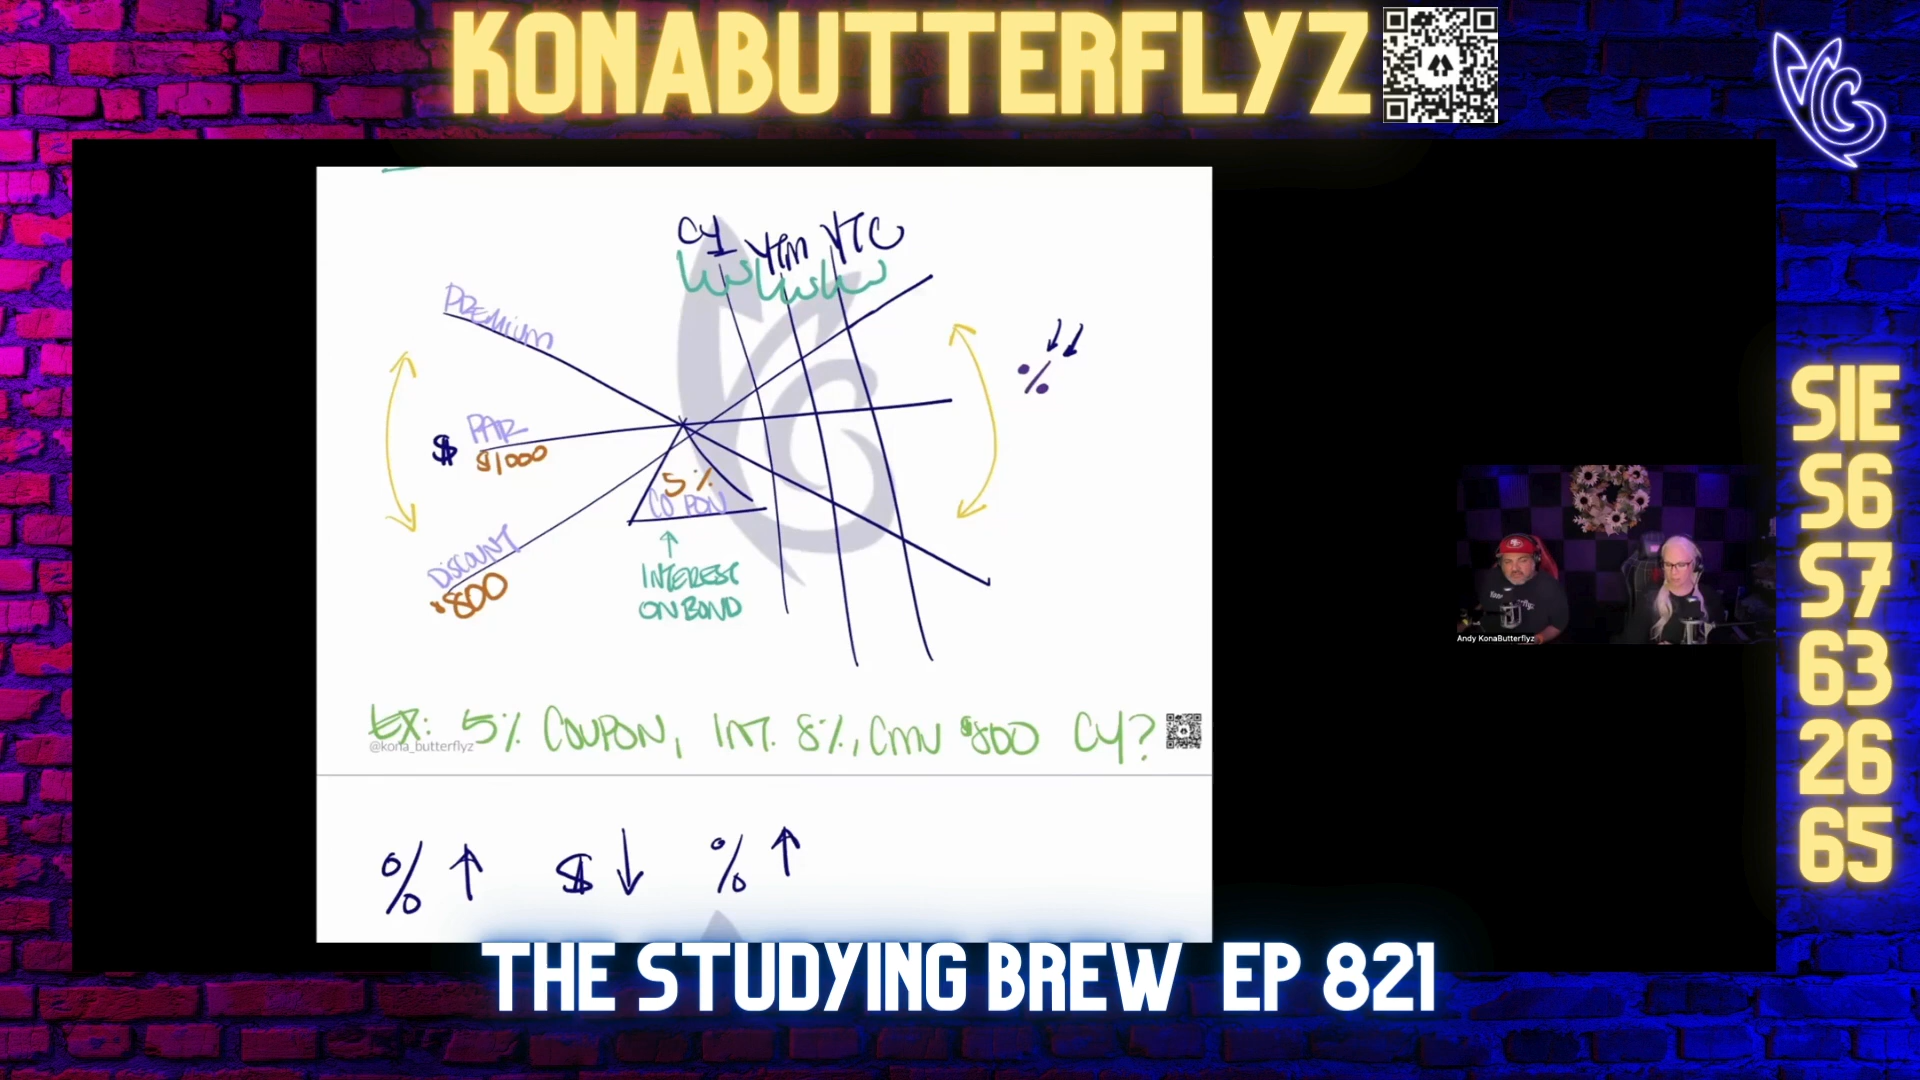 KONABUTTERFLYZ
CY YTM YTC
PREMIUM
%
$ PAR
$1000
5%
COUPON
DISCOUNT
$800
INTEREST
ON BOND
EX: 5% COUPON, INT. 8%, CMV $800 CY?
@kona_butterflyz
% ↑ $ ↓ % ↑
Andy KonaButterflyz
SIE
S6
S7
63
26
65
THE STUDYING BREW EP 821